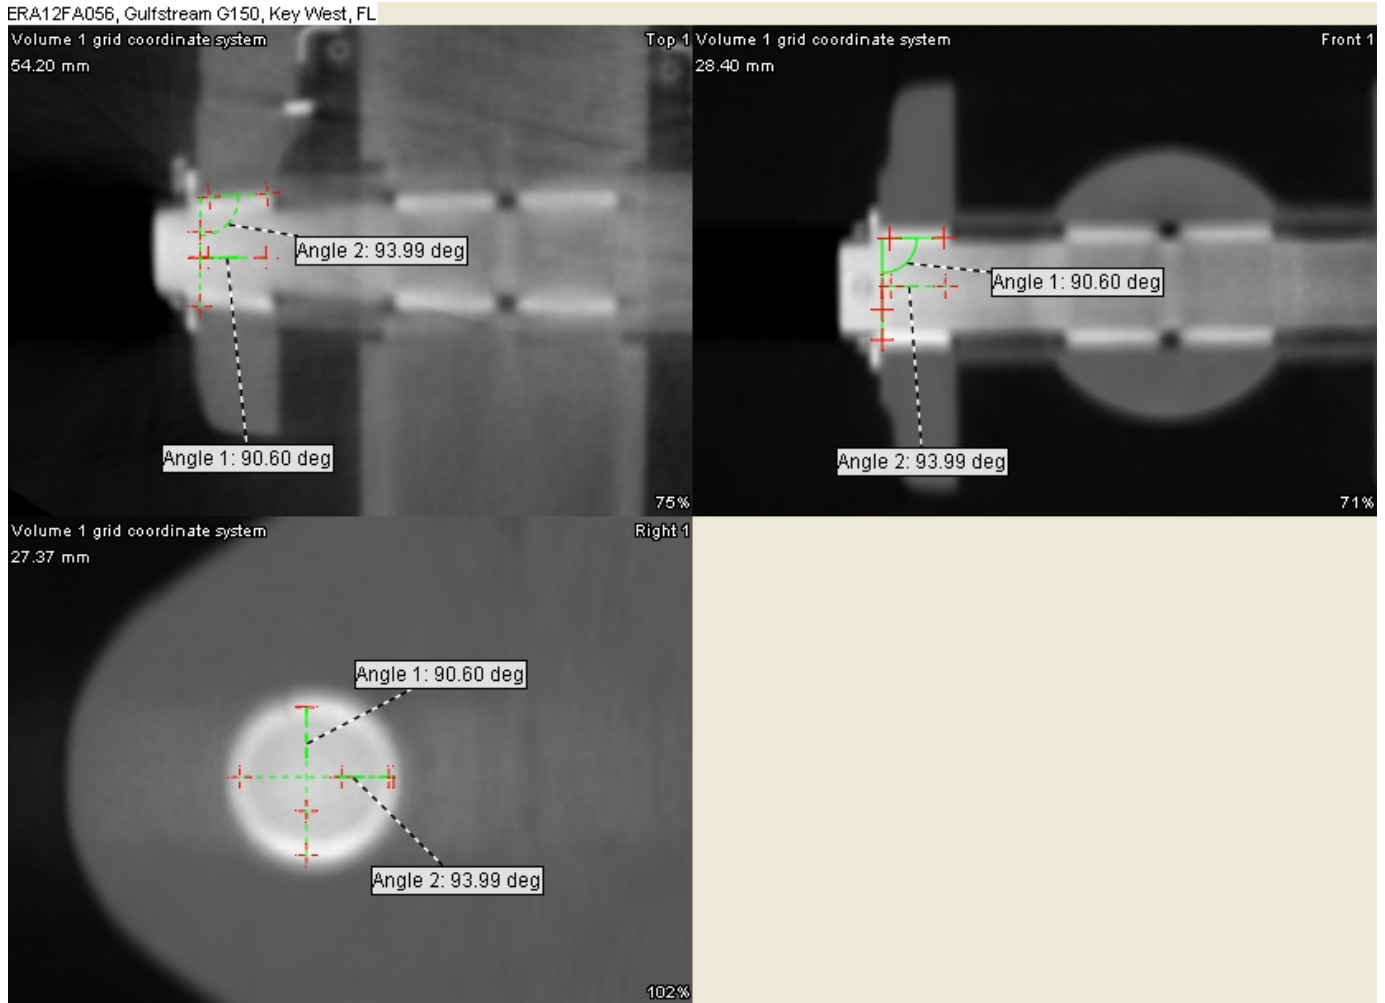 ERA12FA056, Gulfstream G150, Key West, FL
Volume 1 grid coordinate system
Top 1
54.20 mm
Angle 2: 93.99 deg
Angle 1: 90.60 deg
75%
Volume 1 grid coordinate system
Front 1
28.40 mm
Angle 1: 90.60 deg
Angle 2: 93.99 deg
71%
Volume 1 grid coordinate system
Right 1
27.37 mm
Angle 1: 90.60 deg
Angle 2: 93.99 deg
102%